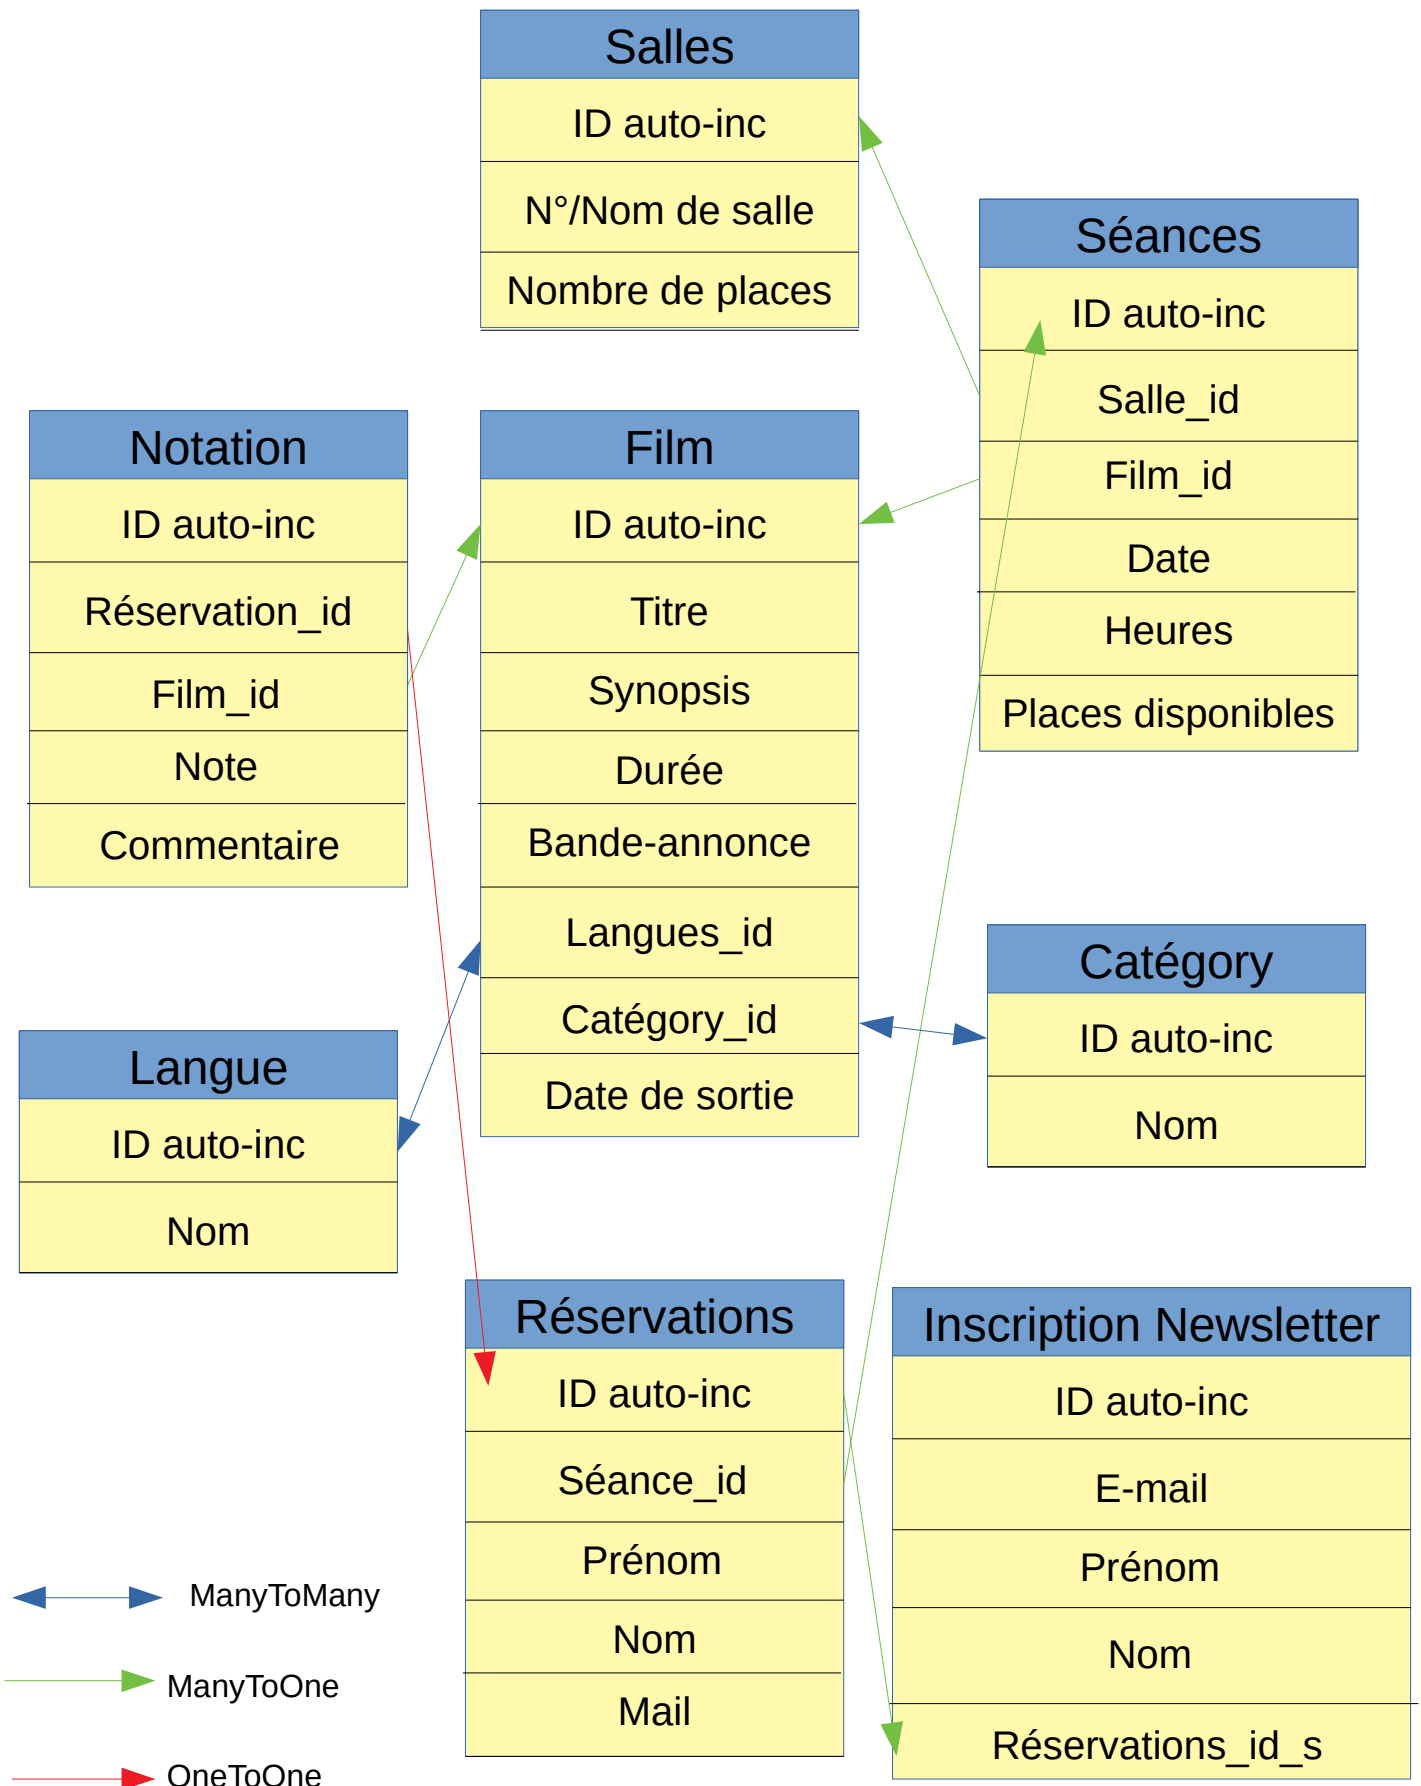 Salles
ID auto-inc
N°/Nom de salle
Nombre de places
Séances
ID auto-inc
Salle_id
Film_id
Date
Heures
Places disponibles
Notation
ID auto-inc
Réservation_id
Film_id
Note
Commentaire
Film
ID auto-inc
Titre
Synopsis
Durée
Bande-annonce
Langues_id
Catégory_id
Date de sortie
Catégory
ID auto-inc
Nom
Langue
ID auto-inc
Nom
Réservations
ID auto-inc
Séance_id
Prénom
Nom
Mail
Inscription Newsletter
ID auto-inc
E-mail
Prénom
Nom
Réservations_id_s
ManyToMany
ManyToOne
OneToOne